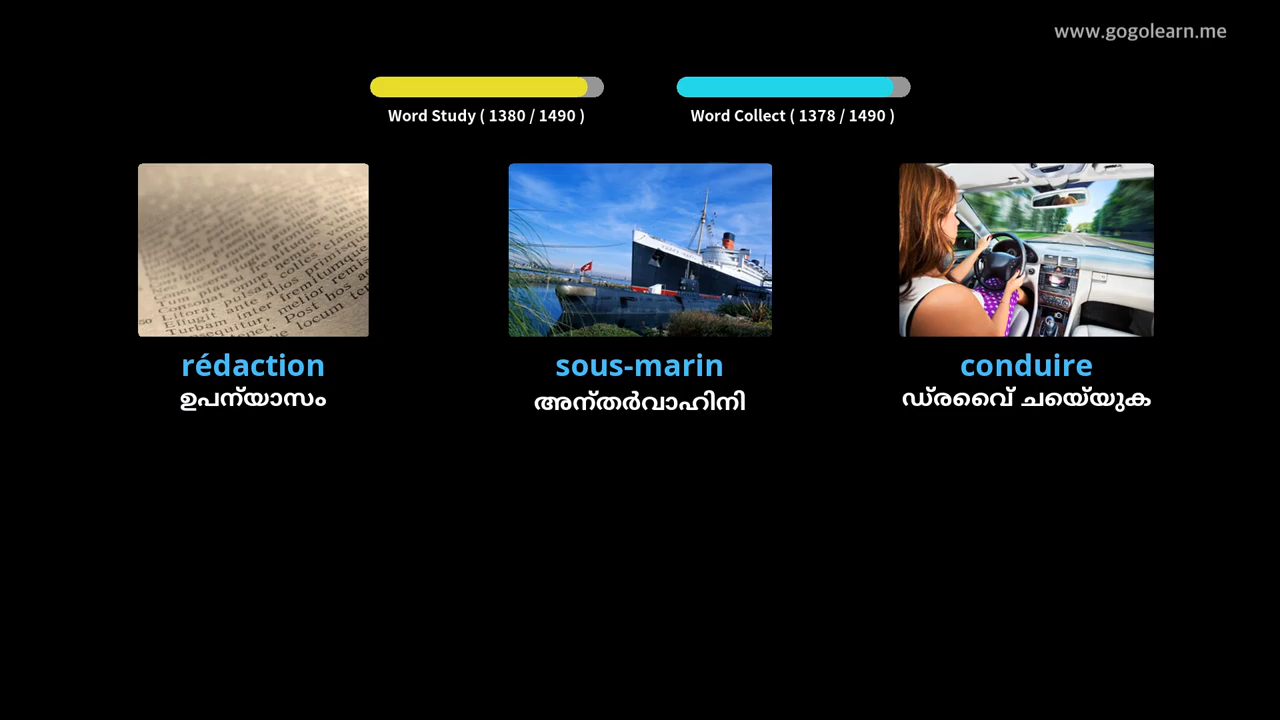 www.gogolearn.me
Word Study ( 1380 / 1490 )
Word Collect ( 1378 / 1490 )
rédaction
sous-marin
conduire
ഉപന്യാസം
അന്തർവാഹിനി
ഡ്രൈവ് ചെയ്യുക